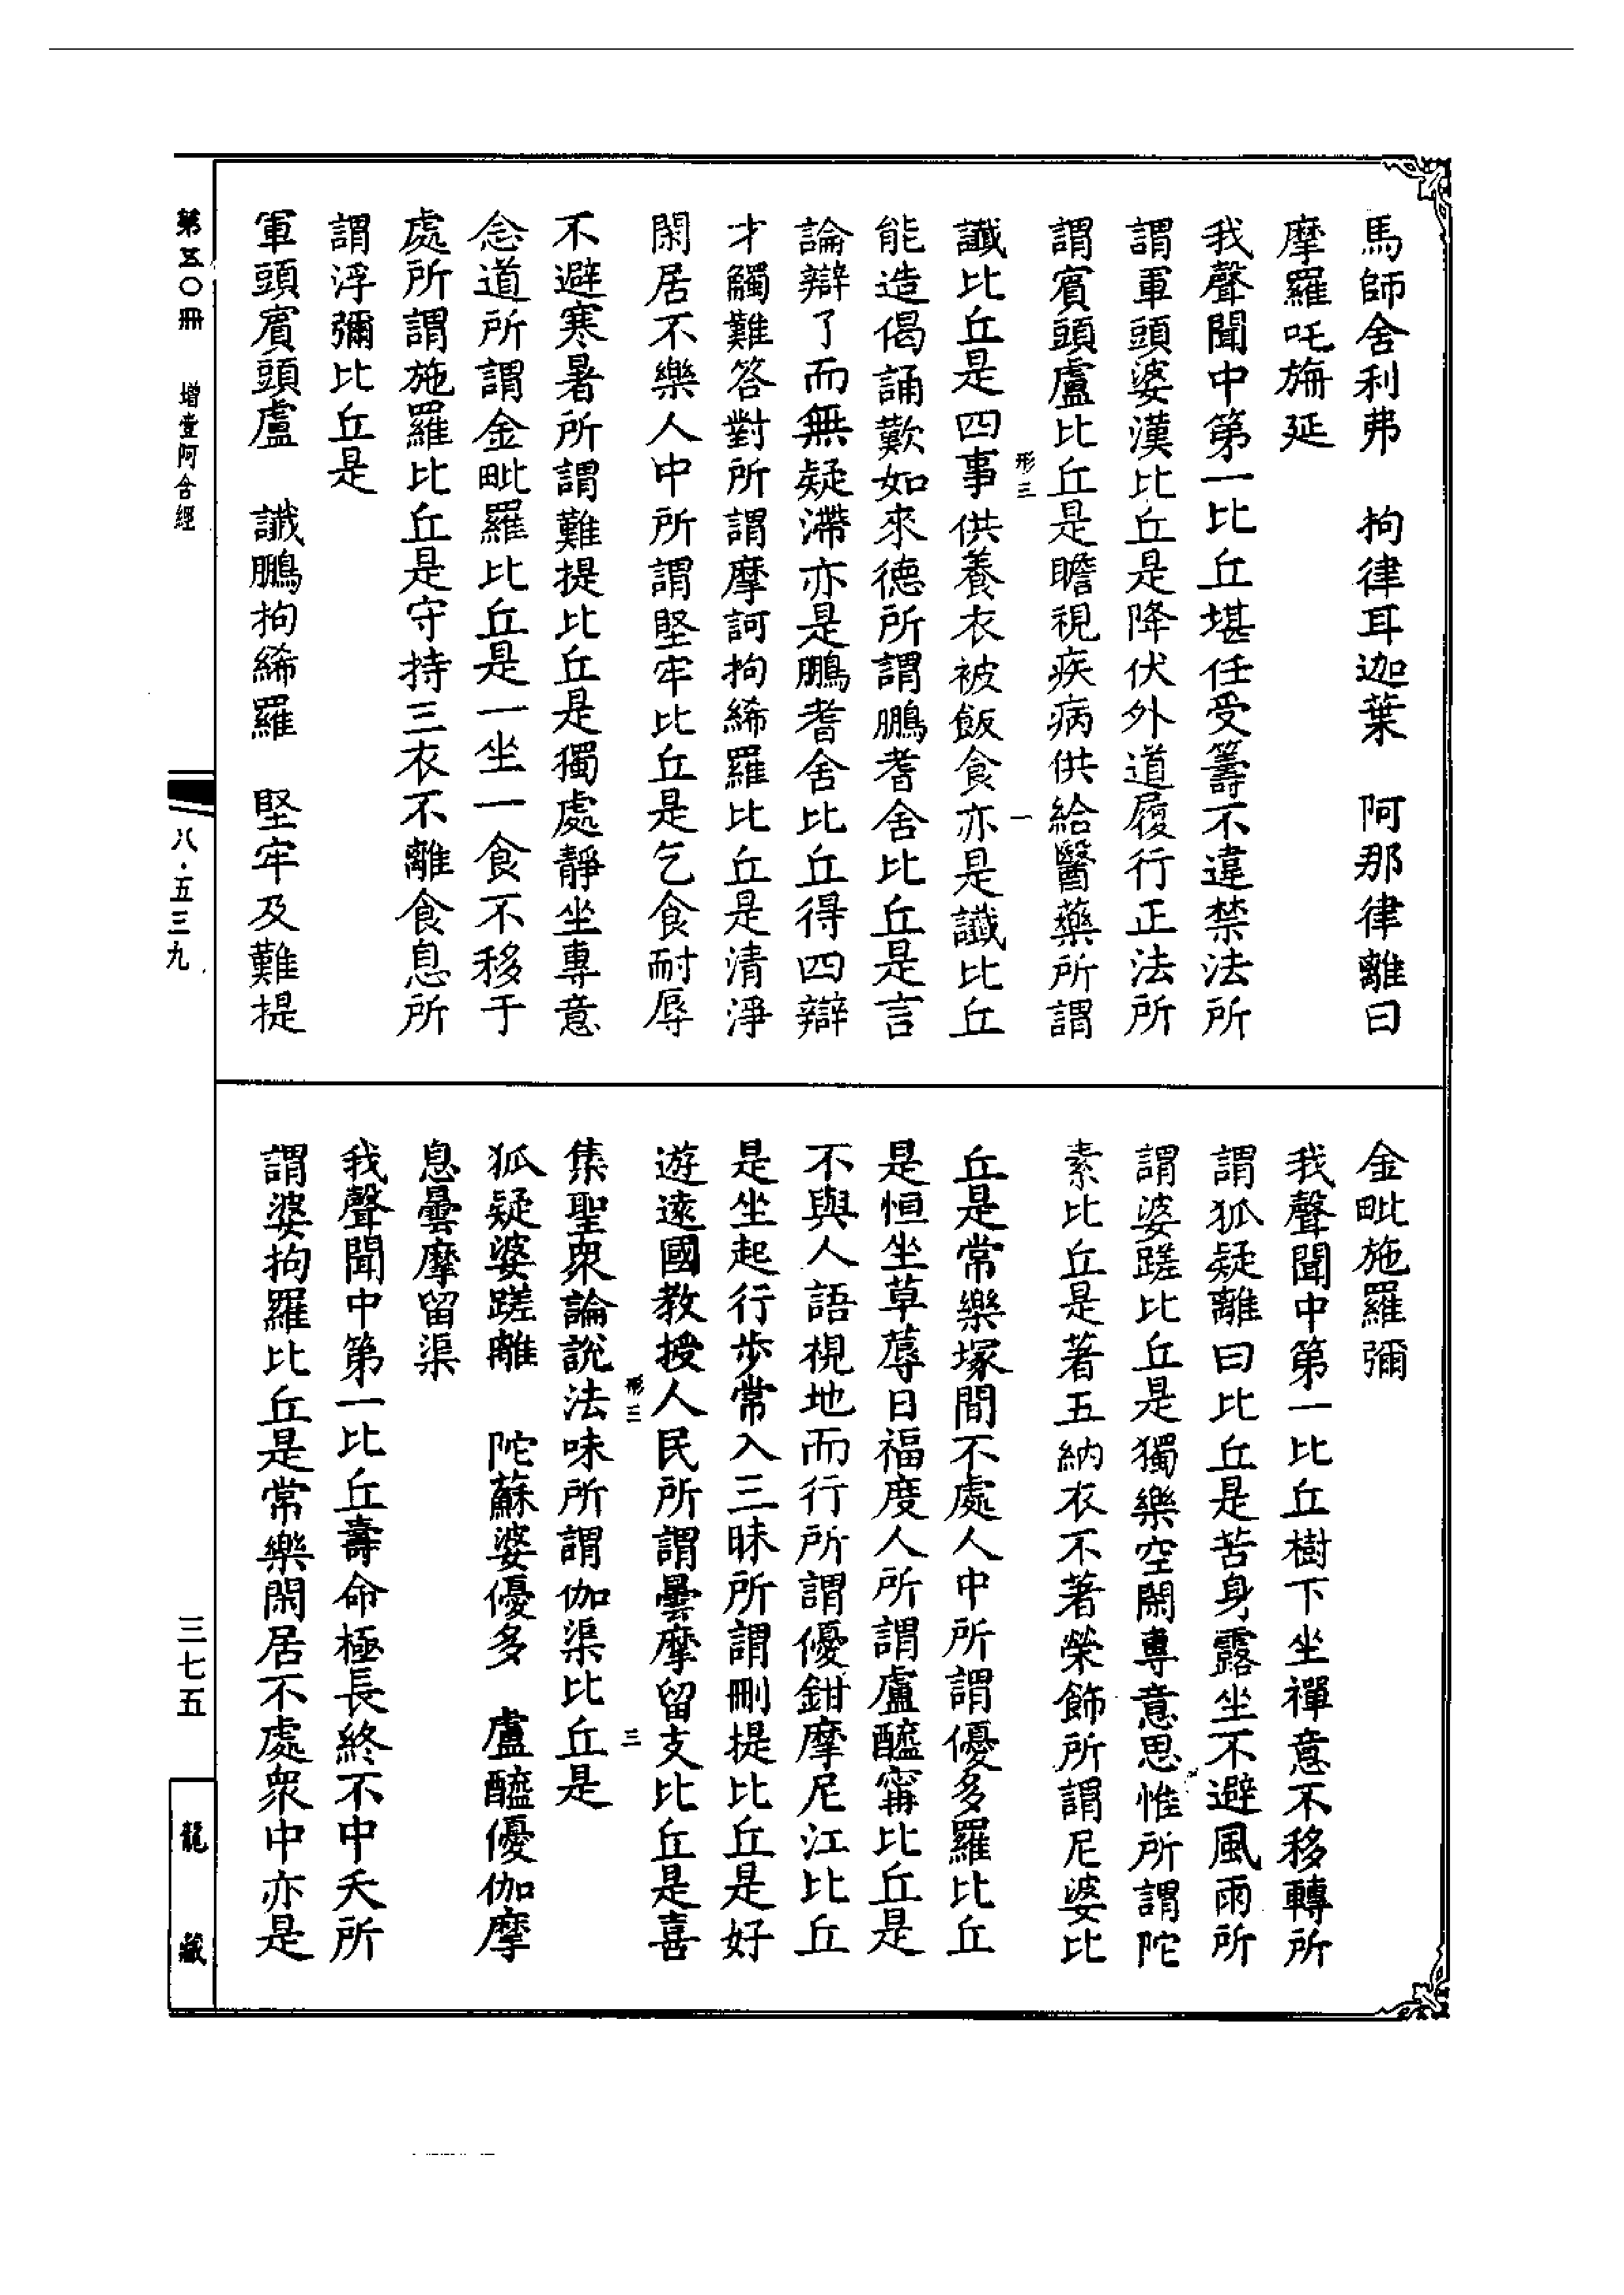 馬師舍利弗　拘律耳迦葉　阿那律離曰
摩羅吒旃延
我聲聞中第一比丘堪任受籌不違禁法所
謂軍頭婆漢比丘是降伏外道履行正法所
謂賓頭盧比丘是瞻視疾病供給醫藥所謂
讖比丘是四事供養衣被飯食亦是讖比丘
形三
一
能造偈誦歎如來德所謂鵬耆舍比丘是言
論辯了而無疑滯亦是鵬耆舍比丘得四辯
才觸難答對所謂摩訶拘絺羅比丘是清淨
閑居不樂人中所謂堅牢比丘是乞食耐辱
不避寒暑所謂難提比丘是獨處靜坐專意
念道所謂金毗羅比丘是一坐一食不移于
處所謂施羅比丘是守持三衣不離食息所
謂浮彌比丘是
軍頭賓頭盧　讖鵬拘絺羅　堅牢及難提
金毗施羅彌
我聲聞中第一比丘樹下坐禪意不移轉所
謂狐疑離曰比丘是苦身露坐不避風雨所
謂婆蹉比丘是獨樂空閑專意思惟所謂陀
素比丘是著五納衣不著榮飾所謂尼婆比
丘是常樂塚間不處人中所謂優多羅比丘
是恒坐草蓐日福度人所謂盧醯甯比丘是
不與人語視地而行所謂優鉗摩尼江比丘
是坐起行步常入三昧所謂刪提比丘是好
遊遠國教授人民所謂曇摩留支比丘是喜
形三
三
集聖眾論說法味所謂伽渠比丘是
狐疑婆蹉離　陀蘇婆優多　盧醯優伽摩
息曇摩留渠
我聲聞中第一比丘壽命極長終不中夭所
謂婆拘羅比丘是常樂閑居不處眾中亦是
第五〇冊　增壹阿含經
八·五三九
三七五
龍藏